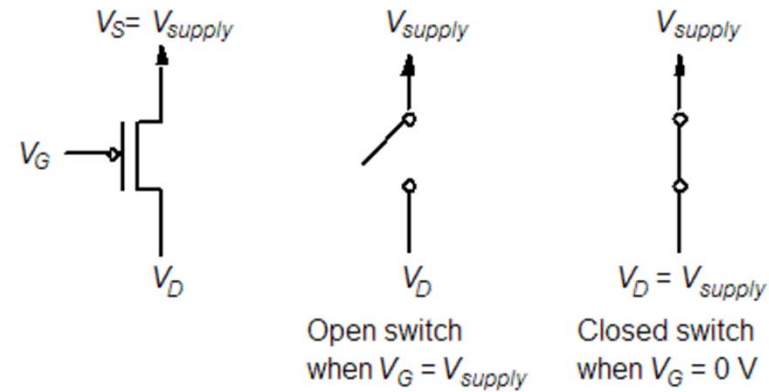 V_S= V_supply
V_supply
V_supply
V_G
V_D
V_D
V_D = V_supply
Open switch
when V_G = V_supply
Closed switch
when V_G = 0 V